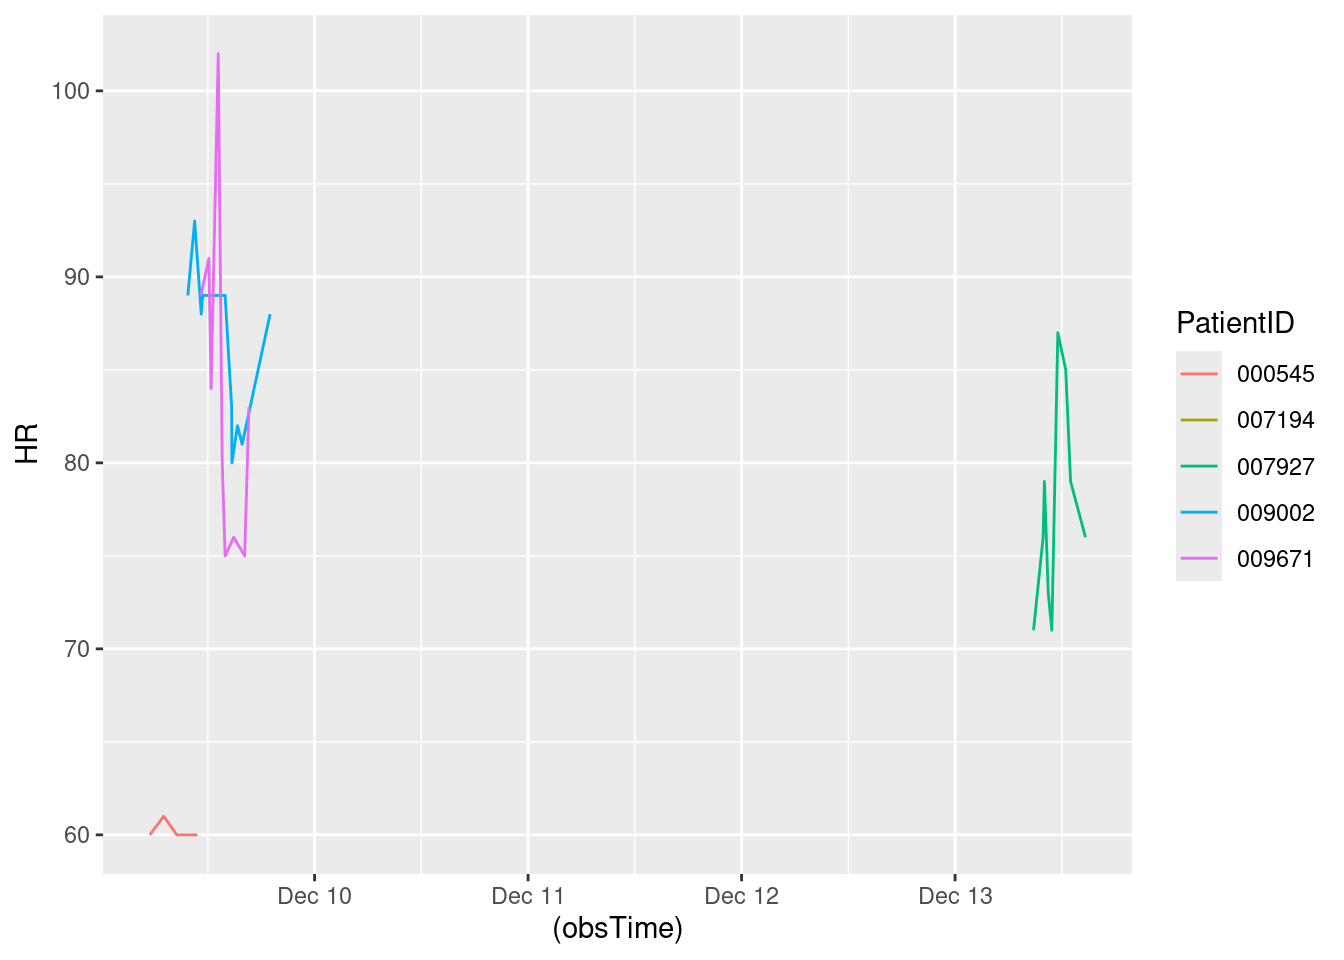 100
90
80
70
60
HR
Dec 10
Dec 11
Dec 12
Dec 13
(obsTime)
PatientID
000545
007194
007927
009002
009671